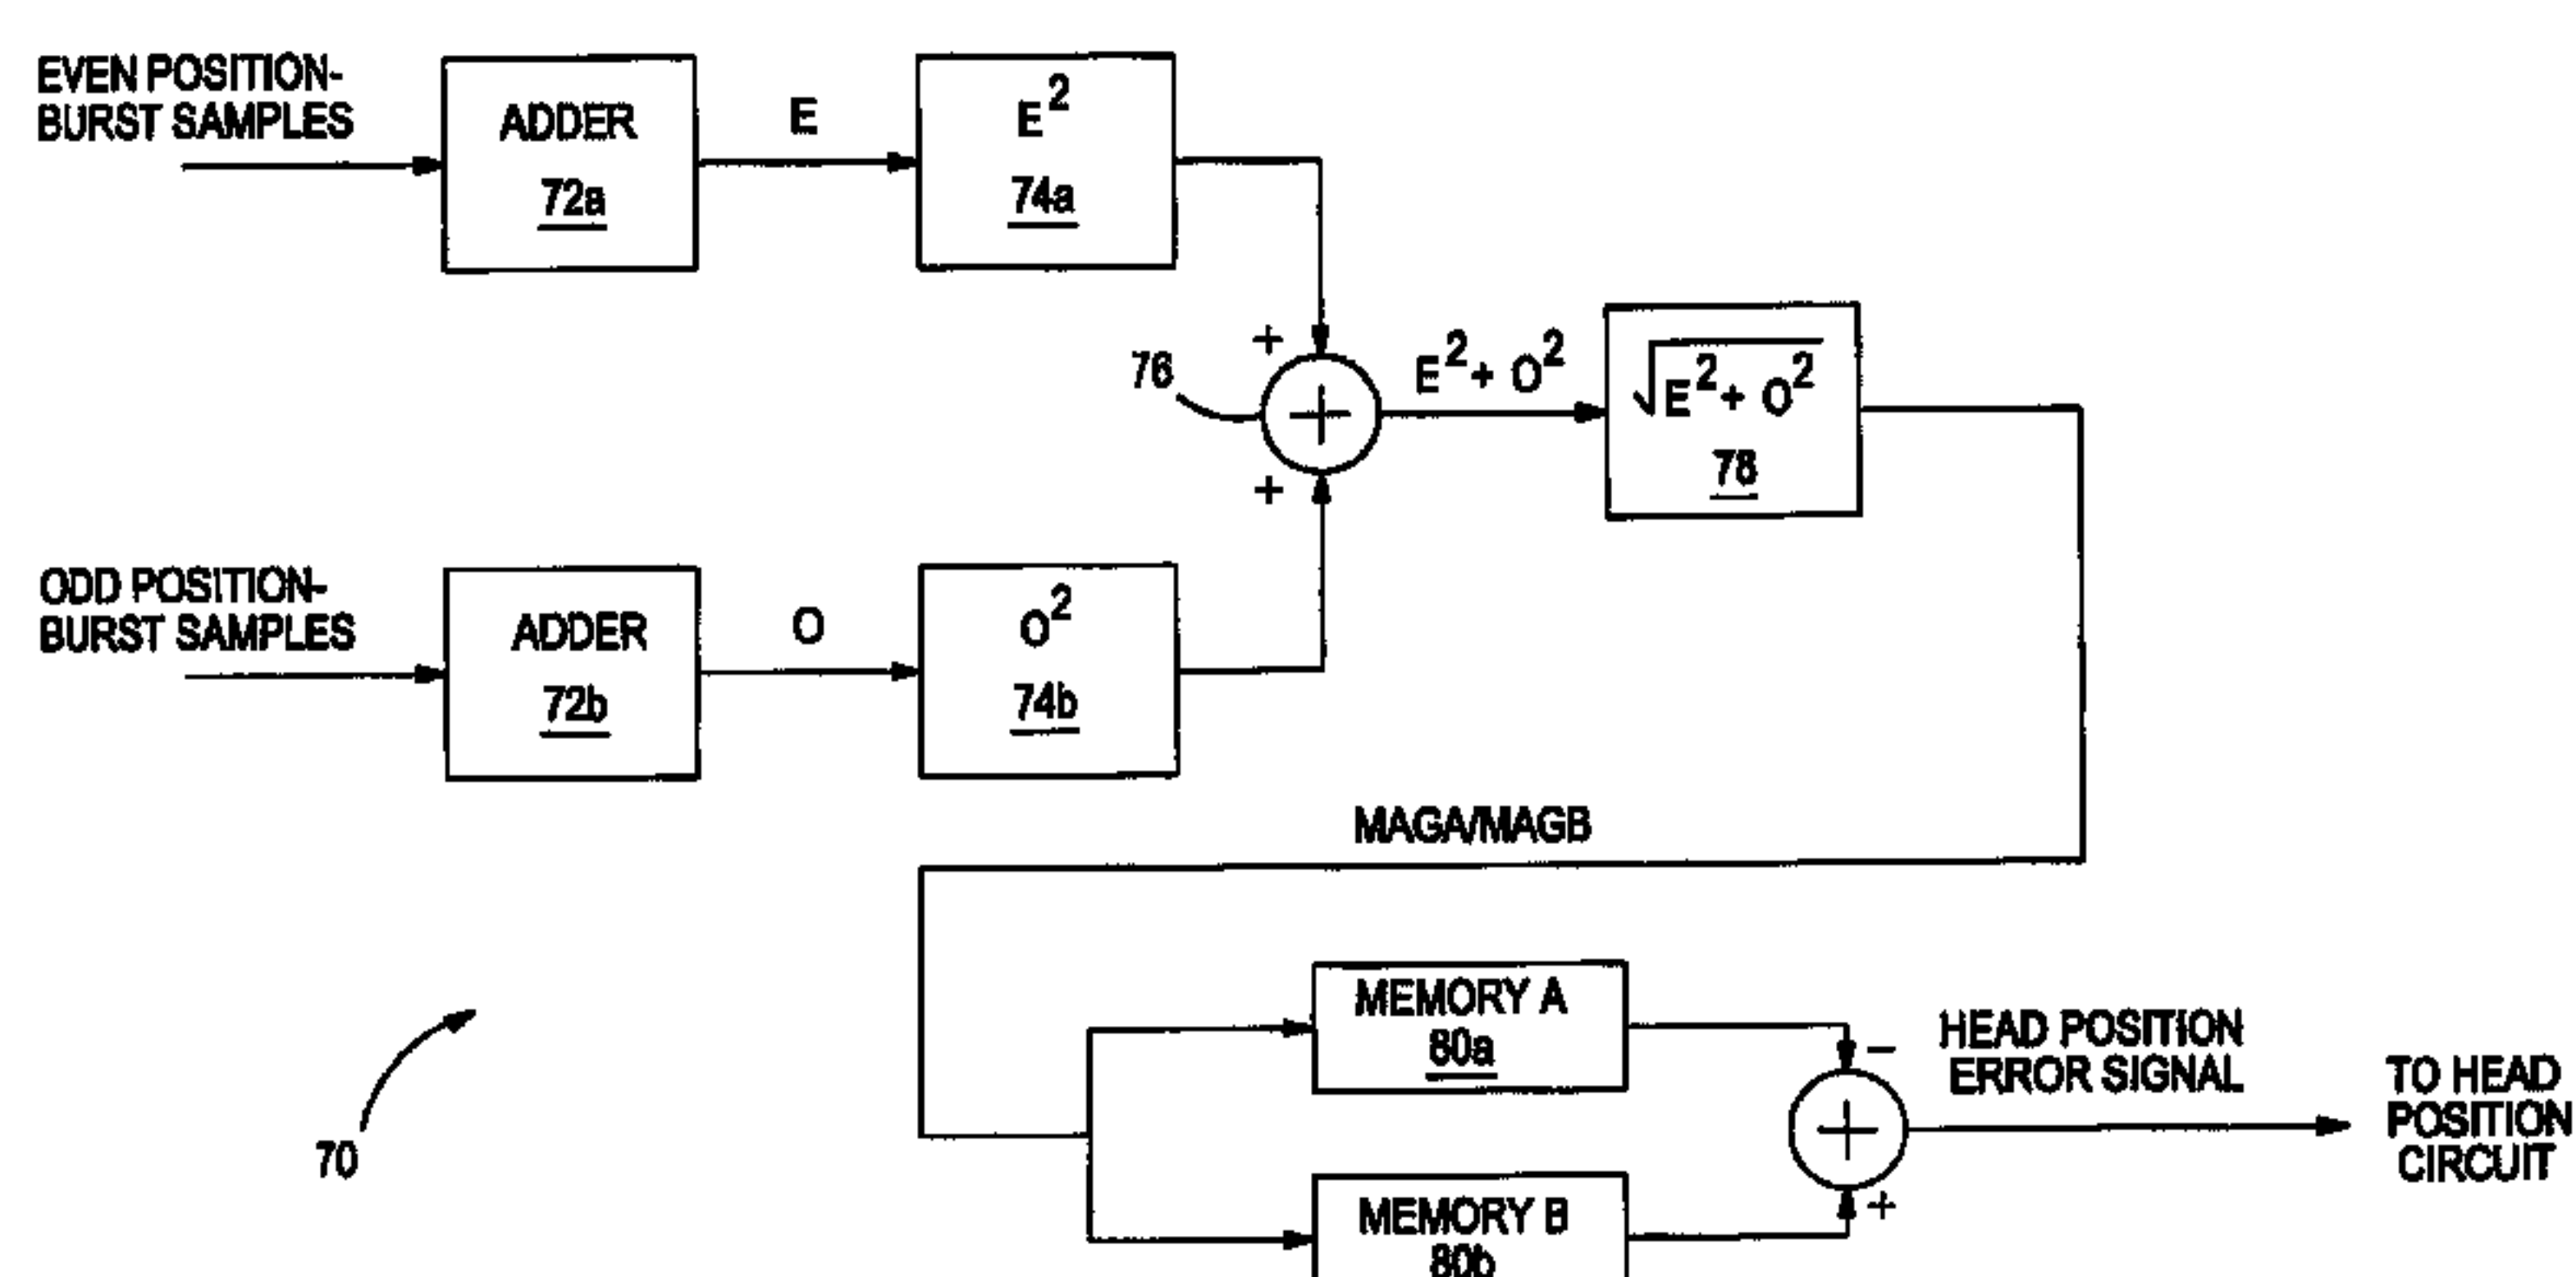 EVEN POSITION-
BURST SAMPLES
ADDER
72a
E
E²
74a
+
76
+
+
E² + O²
√E² + O²
78
ODD POSITION-
BURST SAMPLES
ADDER
72b
O
O²
74b
MAGA/MAGB
70
MEMORY A
80a
MEMORY B
80b
−
+
+
HEAD POSITION
ERROR SIGNAL
TO HEAD
POSITION
CIRCUIT